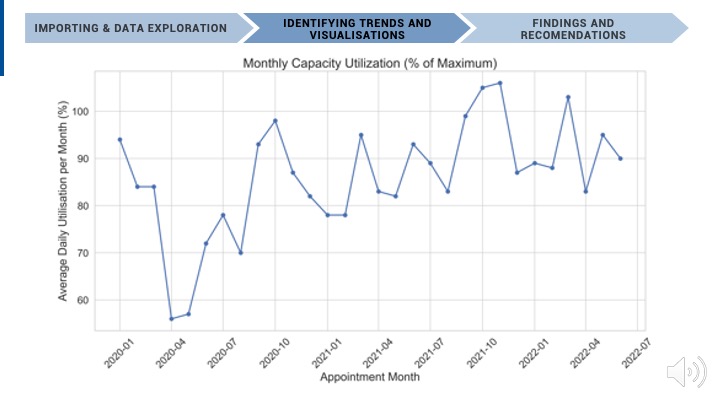 IMPORTING & DATA EXPLORATION
IDENTIFYING TRENDS AND
VISUALISATIONS
FINDINGS AND
RECOMENDATIONS
Monthly Capacity Utilization (% of Maximum)
Average Daily Utilisation per Month (%)
100
90
80
70
60
2020-01
2020-04
2020-07
2020-10
2021-01
2021-04
2021-07
2021-10
2022-01
2022-04
2022-07
Appointment Month